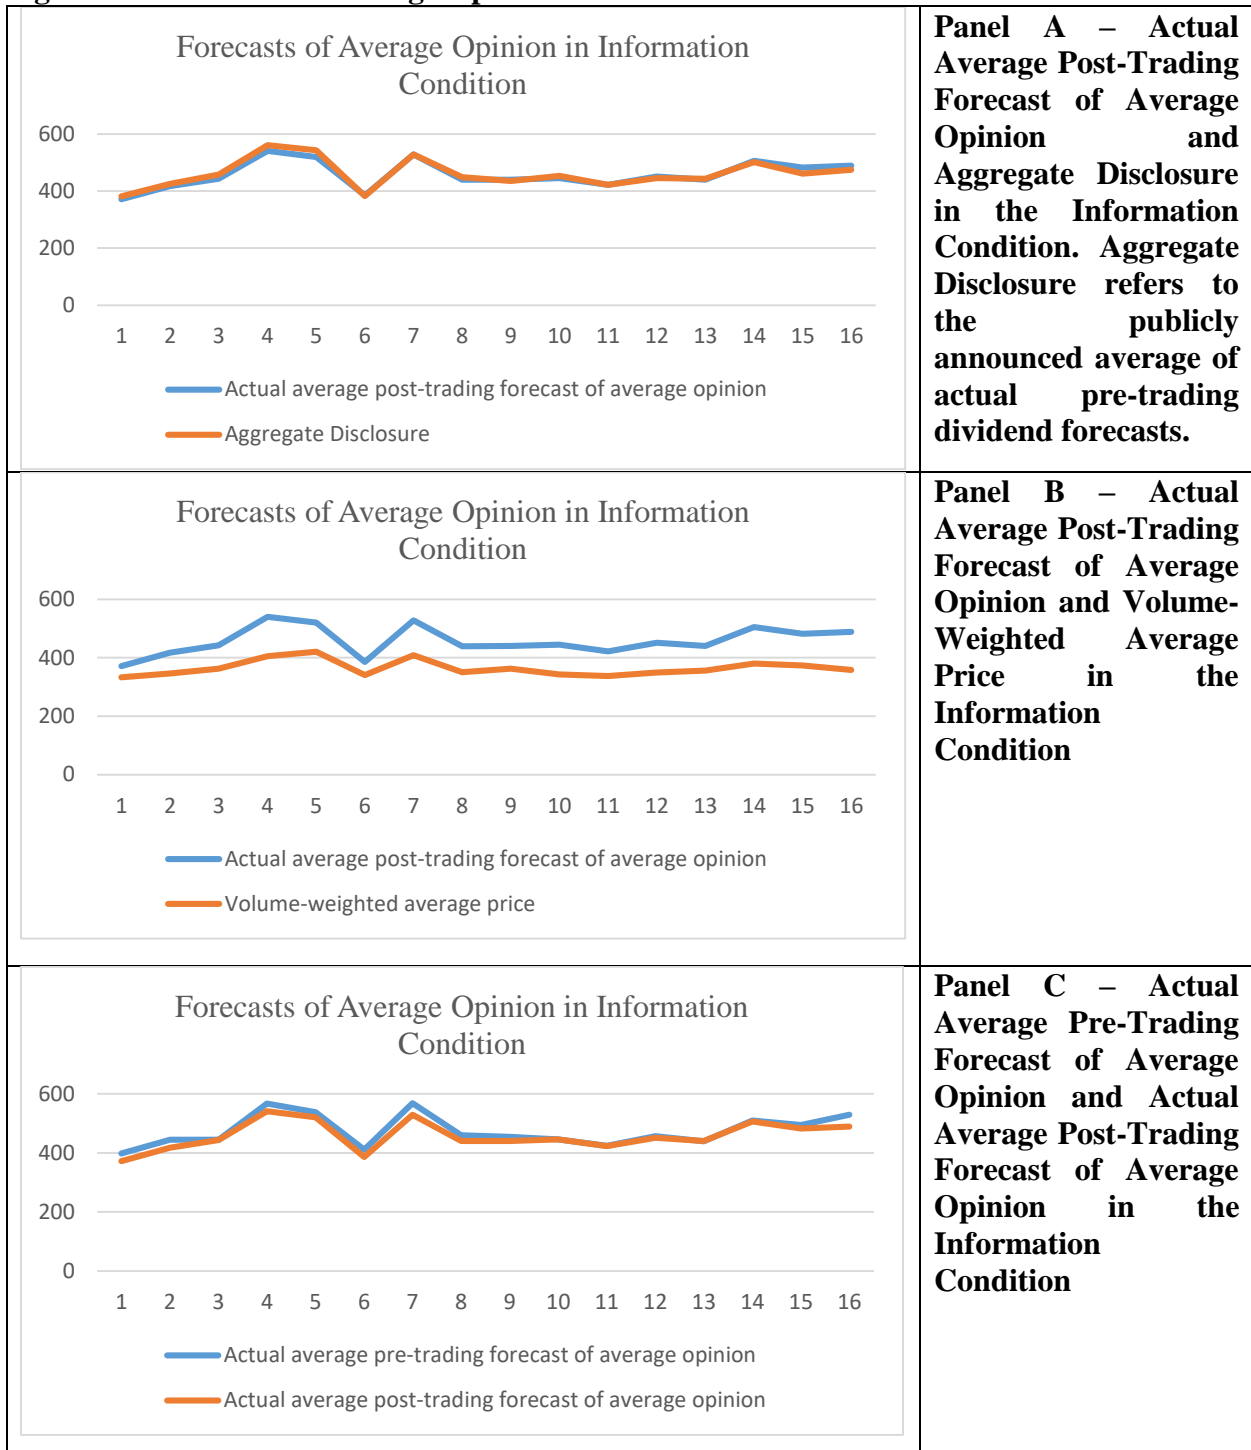 Forecasts of Average Opinion in Information
Condition
600
400
200
0
1 2 3 4 5 6 7 8 9 10 11 12 13 14 15 16
Actual average post-trading forecast of average opinion
Aggregate Disclosure
Panel A – Actual
Average Post-Trading
Forecast of Average
Opinion and
Aggregate Disclosure
in the Information
Condition. Aggregate
Disclosure refers to
the publicly
announced average of
actual pre-trading
dividend forecasts.
Forecasts of Average Opinion in Information
Condition
600
400
200
0
1 2 3 4 5 6 7 8 9 10 11 12 13 14 15 16
Actual average post-trading forecast of average opinion
Volume-weighted average price
Panel B – Actual
Average Post-Trading
Forecast of Average
Opinion and Volume-
Weighted Average
Price in the
Information
Condition
Forecasts of Average Opinion in Information
Condition
600
400
200
0
1 2 3 4 5 6 7 8 9 10 11 12 13 14 15 16
Actual average pre-trading forecast of average opinion
Actual average post-trading forecast of average opinion
Panel C – Actual
Average Pre-Trading
Forecast of Average
Opinion and Actual
Average Post-Trading
Forecast of Average
Opinion in the
Information
Condition